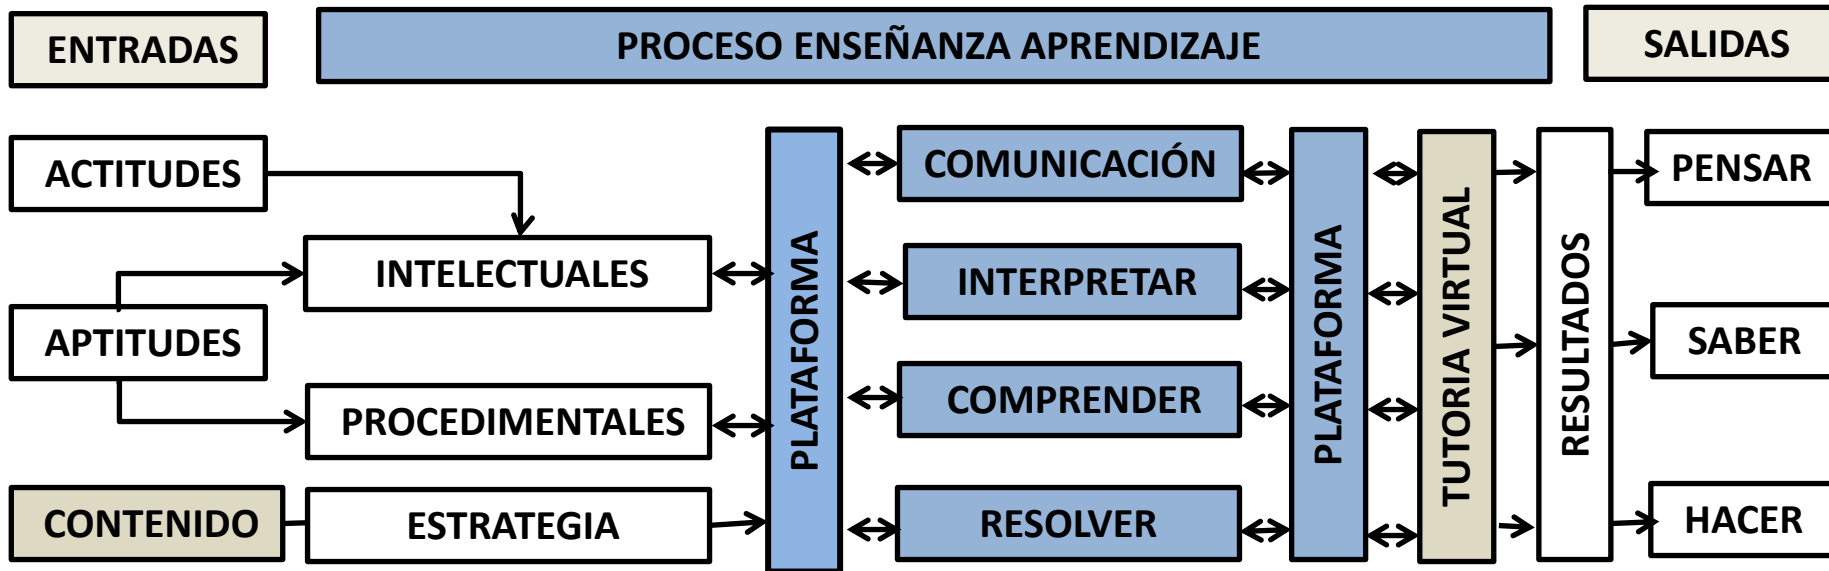 ENTRADAS
PROCESO ENSEÑANZA APRENDIZAJE
SALIDAS
ACTITUDES
APTITUDES
CONTENIDO
INTELECTUALES
PROCEDIMENTALES
ESTRATEGIA
PLATAFORMA
COMUNICACIÓN
INTERPRETAR
COMPRENDER
RESOLVER
PLATAFORMA
TUTORIA VIRTUAL
RESULTADOS
PENSAR
SABER
HACER